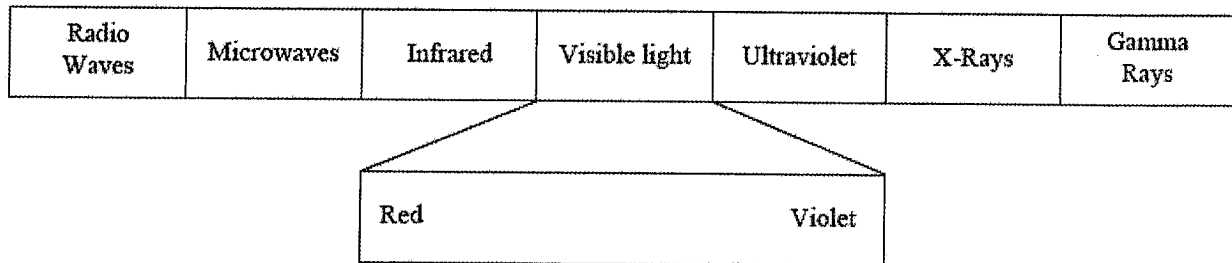 Radio
Waves
Microwaves
Infrared
Visible light
Ultraviolet
X-Rays
Gamma
Rays
Red
Violet